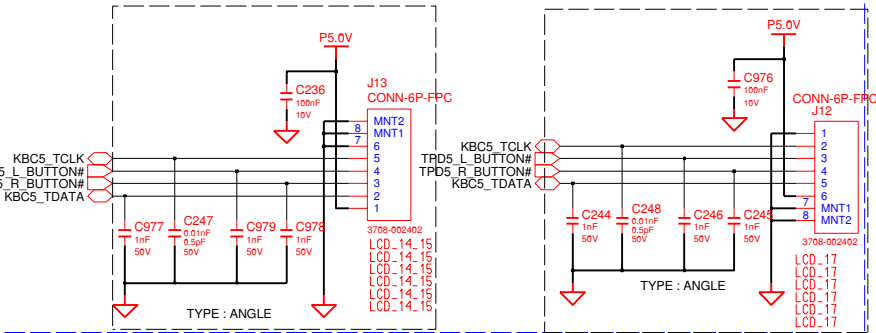 P5.0V
J13
CONN-6P-FPC
C236
100nF
10V
MNT2
8
MNT1
7
6
5
4
3
2
1
KBC5_TCLK
5_L_BUTTON#
5_R_BUTTON#
KBC5_TDATA
C977
1nF
50V
C247
0.01nF
0.5pF
50V
C979
1nF
50V
C978
1nF
50V
3708-002402
LCD_14_15
LCD_14_15
LCD_14_15
LCD_14_15
LCD_14_15
LCD_14_15
TYPE : ANGLE
P5.0V
C976
100nF
10V
CONN-6P-FPC
J12
1
2
3
4
5
6
7
MNT1
8
MNT2
KBC5_TCLK
TPD5_L_BUTTON#
TPD5_R_BUTTON#
KBC5_TDATA
C244
1nF
50V
C248
0.01nF
0.5pF
50V
C246
1nF
50V
C245
1nF
50V
3708-002402
LCD_17
LCD_17
LCD_17
LCD_17
LCD_17
LCD_17
TYPE : ANGLE